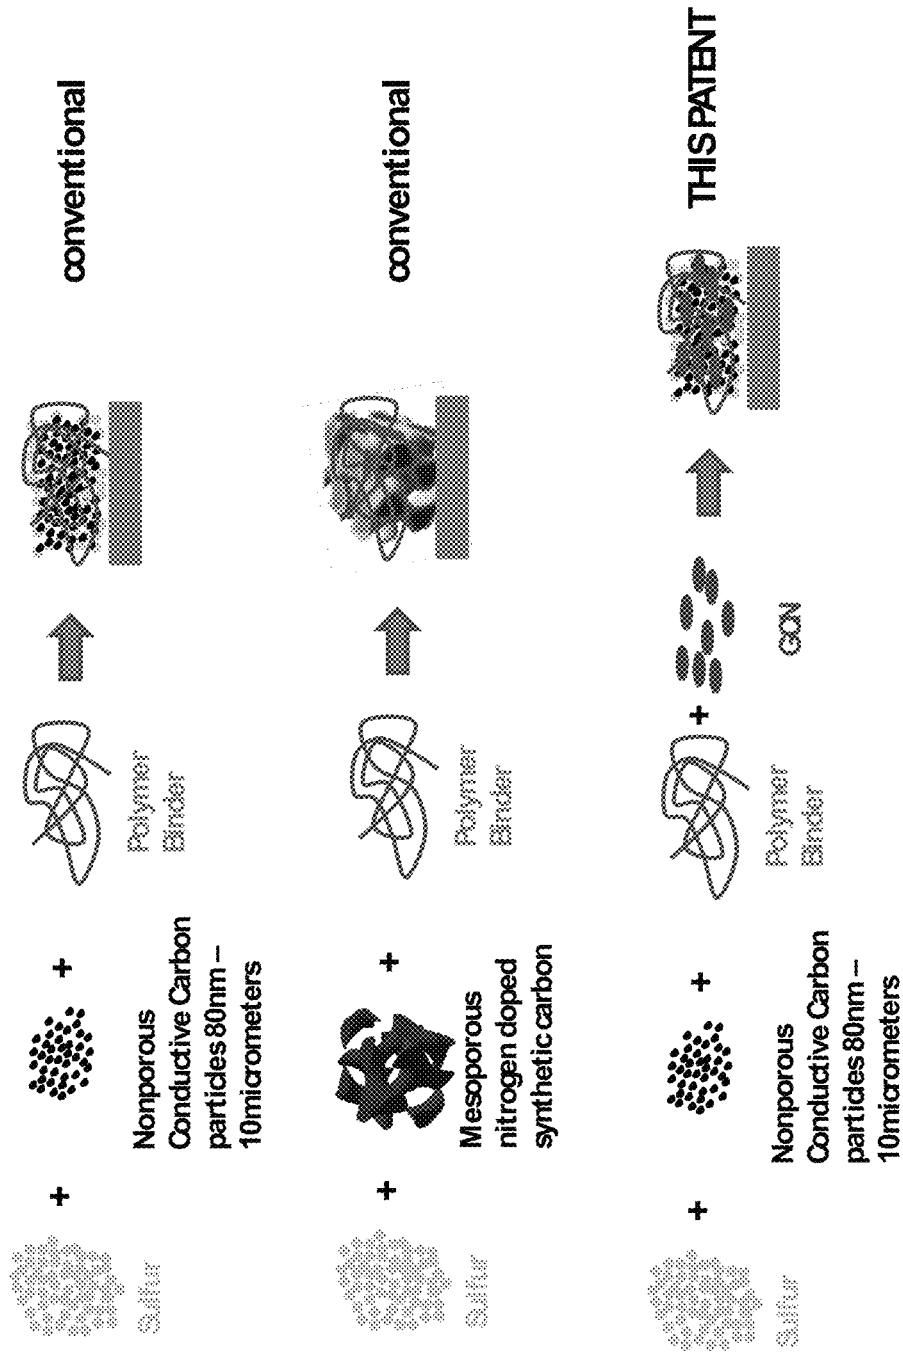 Sulfur
+
Nonporous
Conductive Carbon
particles 80nm –
10micrometers
+
Polymer
Binder
conventional
Sulfur
+
Mesoporous
nitrogen doped
synthetic carbon
+
Polymer
Binder
conventional
Sulfur
+
Nonporous
Conductive Carbon
particles 80nm –
10micrometers
+
Polymer
Binder
+
GCN
THIS PATENT